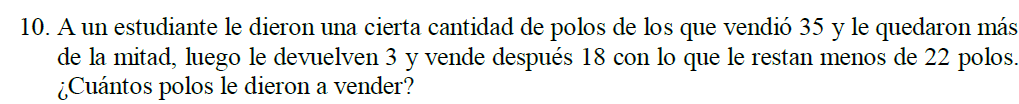 10. A un estudiante le dieron una cierta cantidad de polos de los que vendió 35 y le quedaron más
de la mitad, luego le devuelven 3 y vende después 18 con lo que le restan menos de 22 polos.
¿Cuántos polos le dieron a vender?